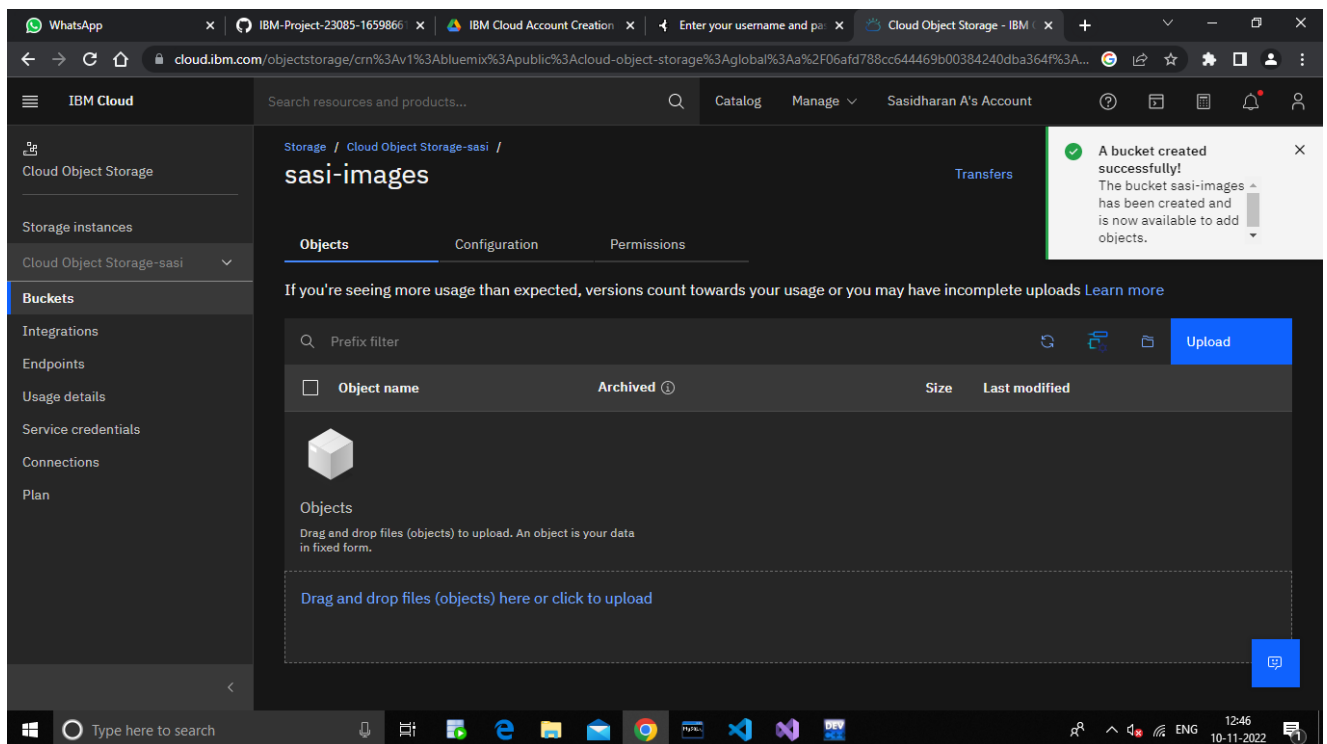 WhatsApp
IBM-Project-23085-16598661
IBM Cloud Account Creation
Enter your username and pa
Cloud Object Storage - IBM
cloud.ibm.com/objectstorage/crn%3Av1%3Abluemix%3Apublic%3Acloud-object-storage%3Aglobal%3Aa%2F06afd788cc644469b00384240dba364f%3A...
IBM Cloud
Search resources and products...
Catalog
Manage
Sasidharan A's Account
Cloud Object Storage
Storage instances
Cloud Object Storage-sasi
Buckets
Integrations
Endpoints
Usage details
Service credentials
Connections
Plan
Storage / Cloud Object Storage-sasi /
sasi-images
Transfers
A bucket created
successfully!
The bucket sasi-images
has been created and
is now available to add
objects.
Objects
Configuration
Permissions
If you're seeing more usage than expected, versions count towards your usage or you may have incomplete uploads Learn more
Prefix filter
Upload
Object name
Archived
Size
Last modified
Objects
Drag and drop files (objects) to upload. An object is your data
in fixed form.
Drag and drop files (objects) here or click to upload
Type here to search
MySQL
DEV
ENG
12:46
10-11-2022
1